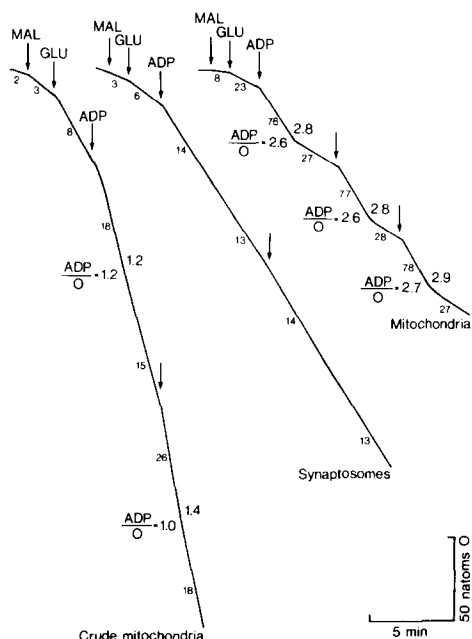 MAL
GLU
ADP
2
3
8
18
1.2
ADP/O = 1.2
15
26
1.4
ADP/O = 1.0
18
Crude mitochondria
MAL
GLU
ADP
3
6
14
13
14
13
Synaptosomes
MAL
GLU
ADP
8
23
76
2.8
ADP/O = 2.6
27
77
2.8
ADP/O = 2.6
28
78
2.9
ADP/O = 2.7
27
Mitochondria
50 natoms O
5 min